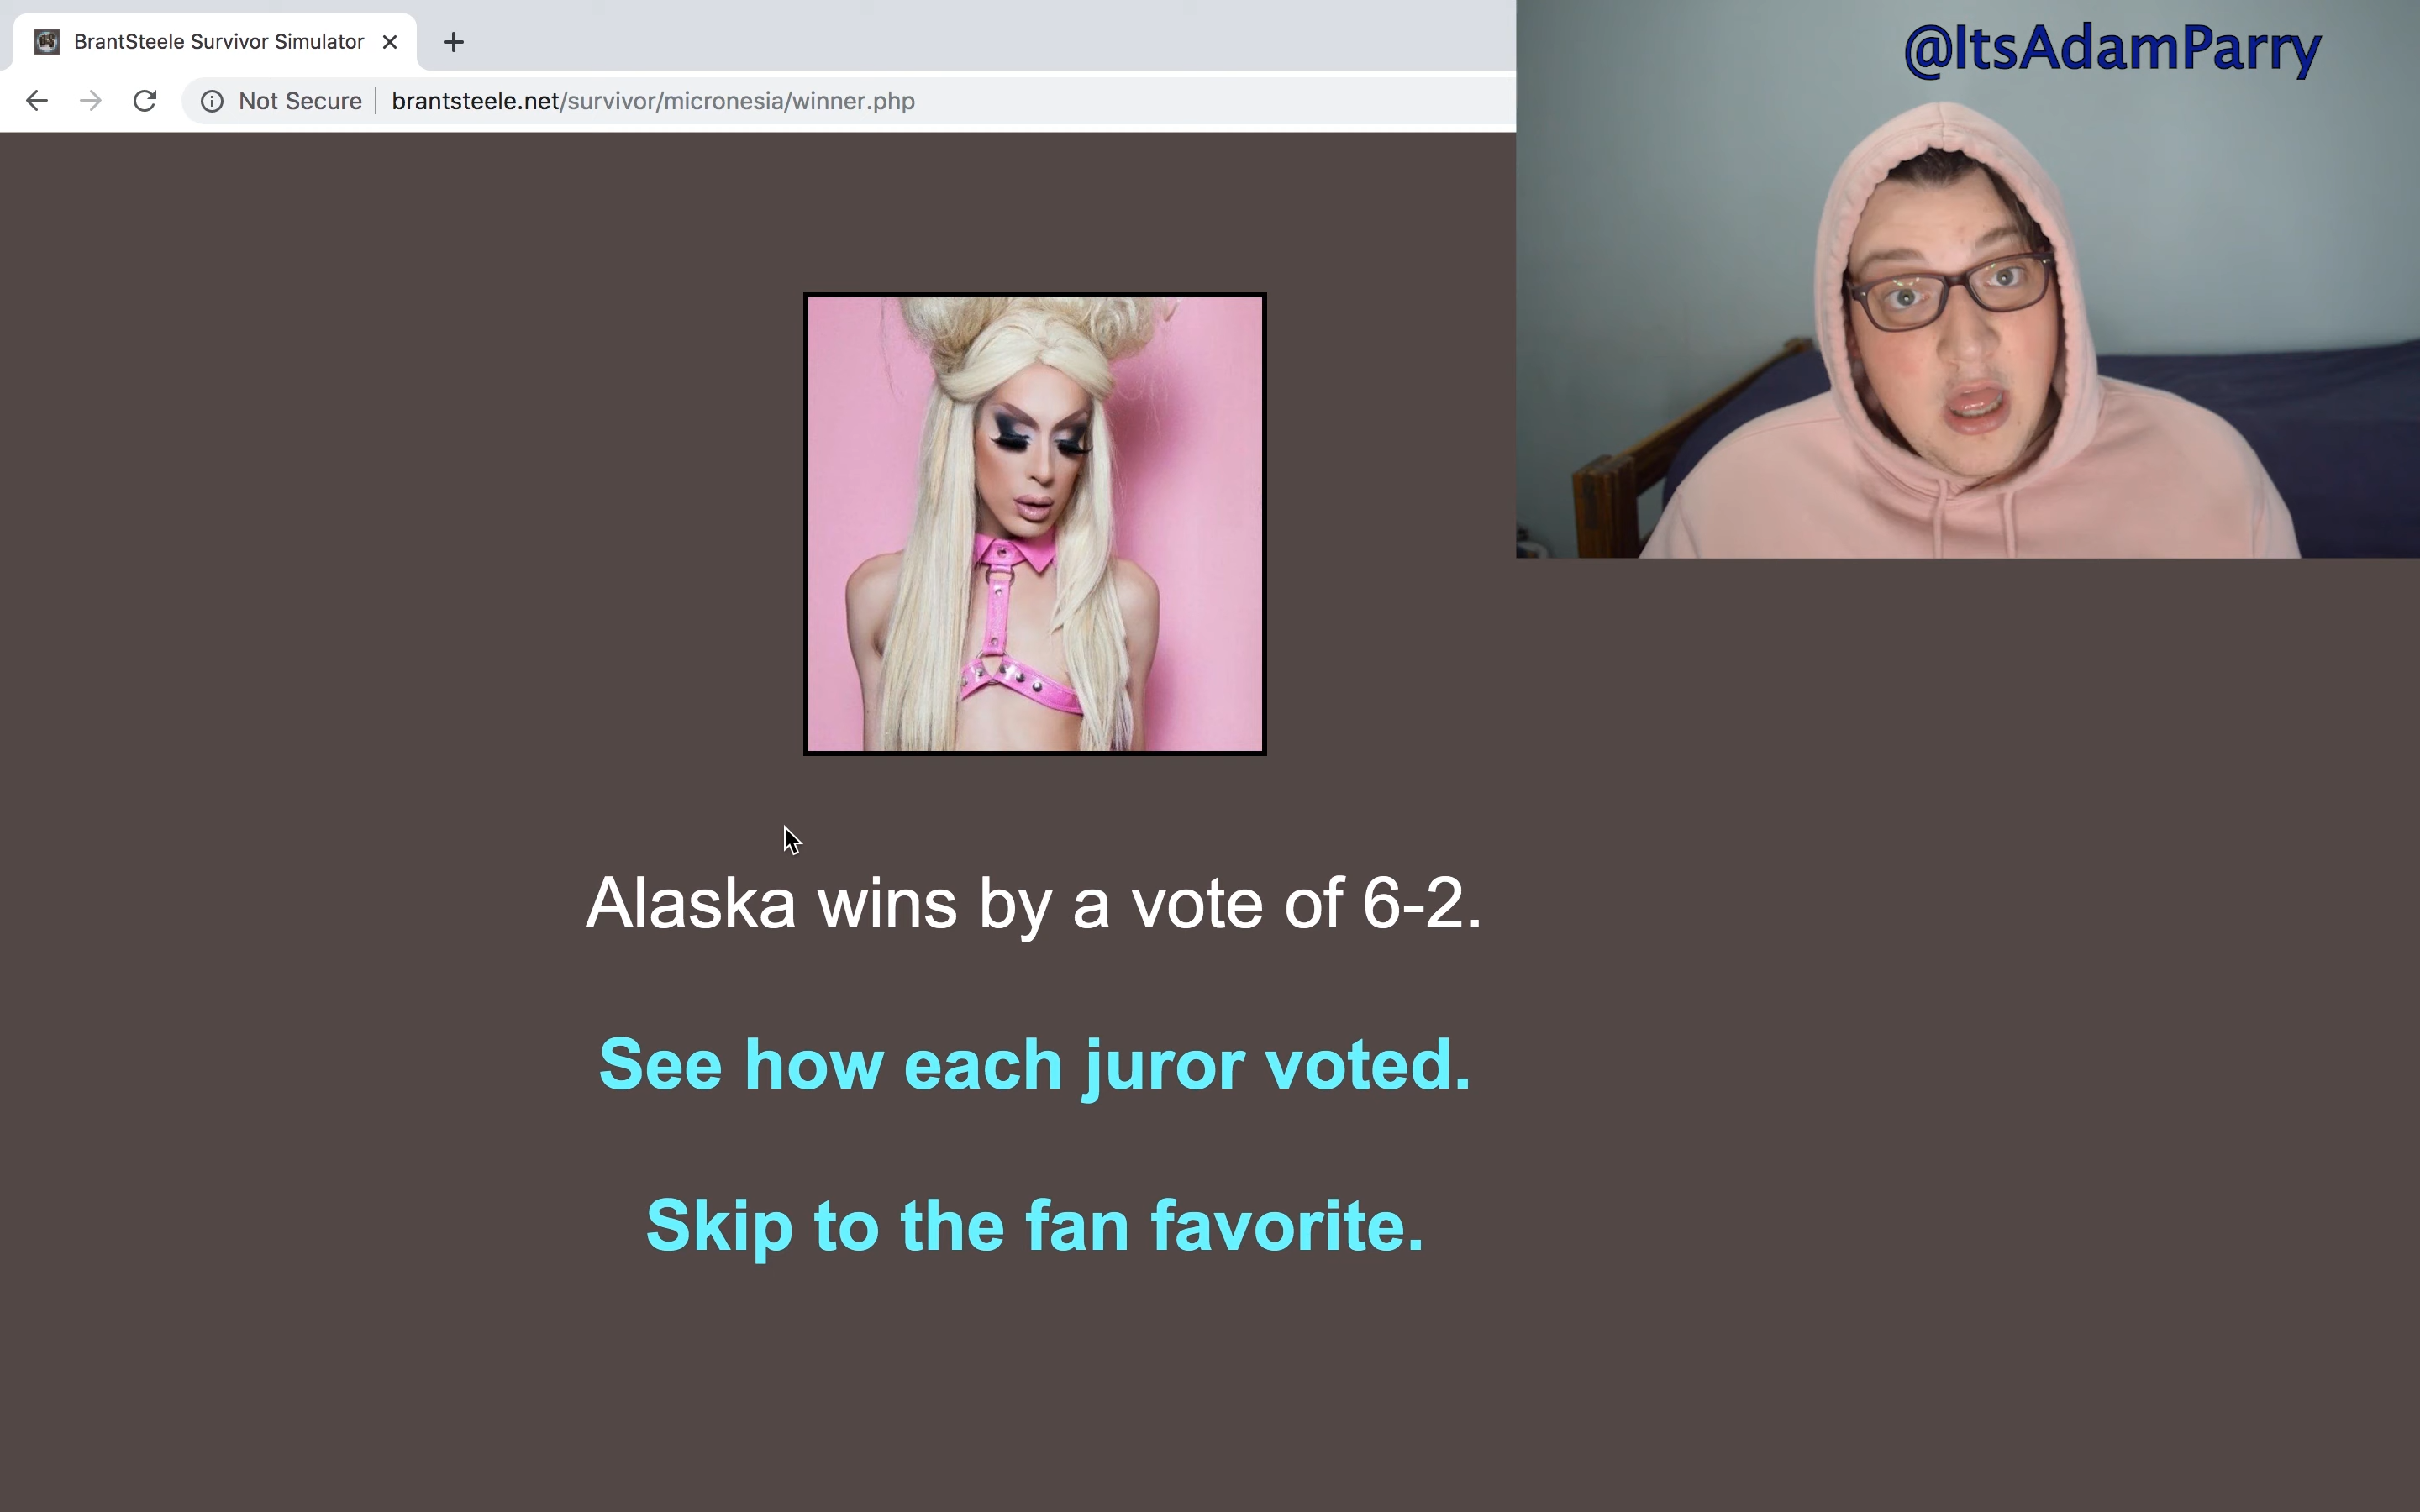 BrantSteele Survivor Simulator
@ItsAdamParry
Not Secure
brantsteele.net/survivor/micronesia/winner.php
Alaska wins by a vote of 6-2.
See how each juror voted.
Skip to the fan favorite.